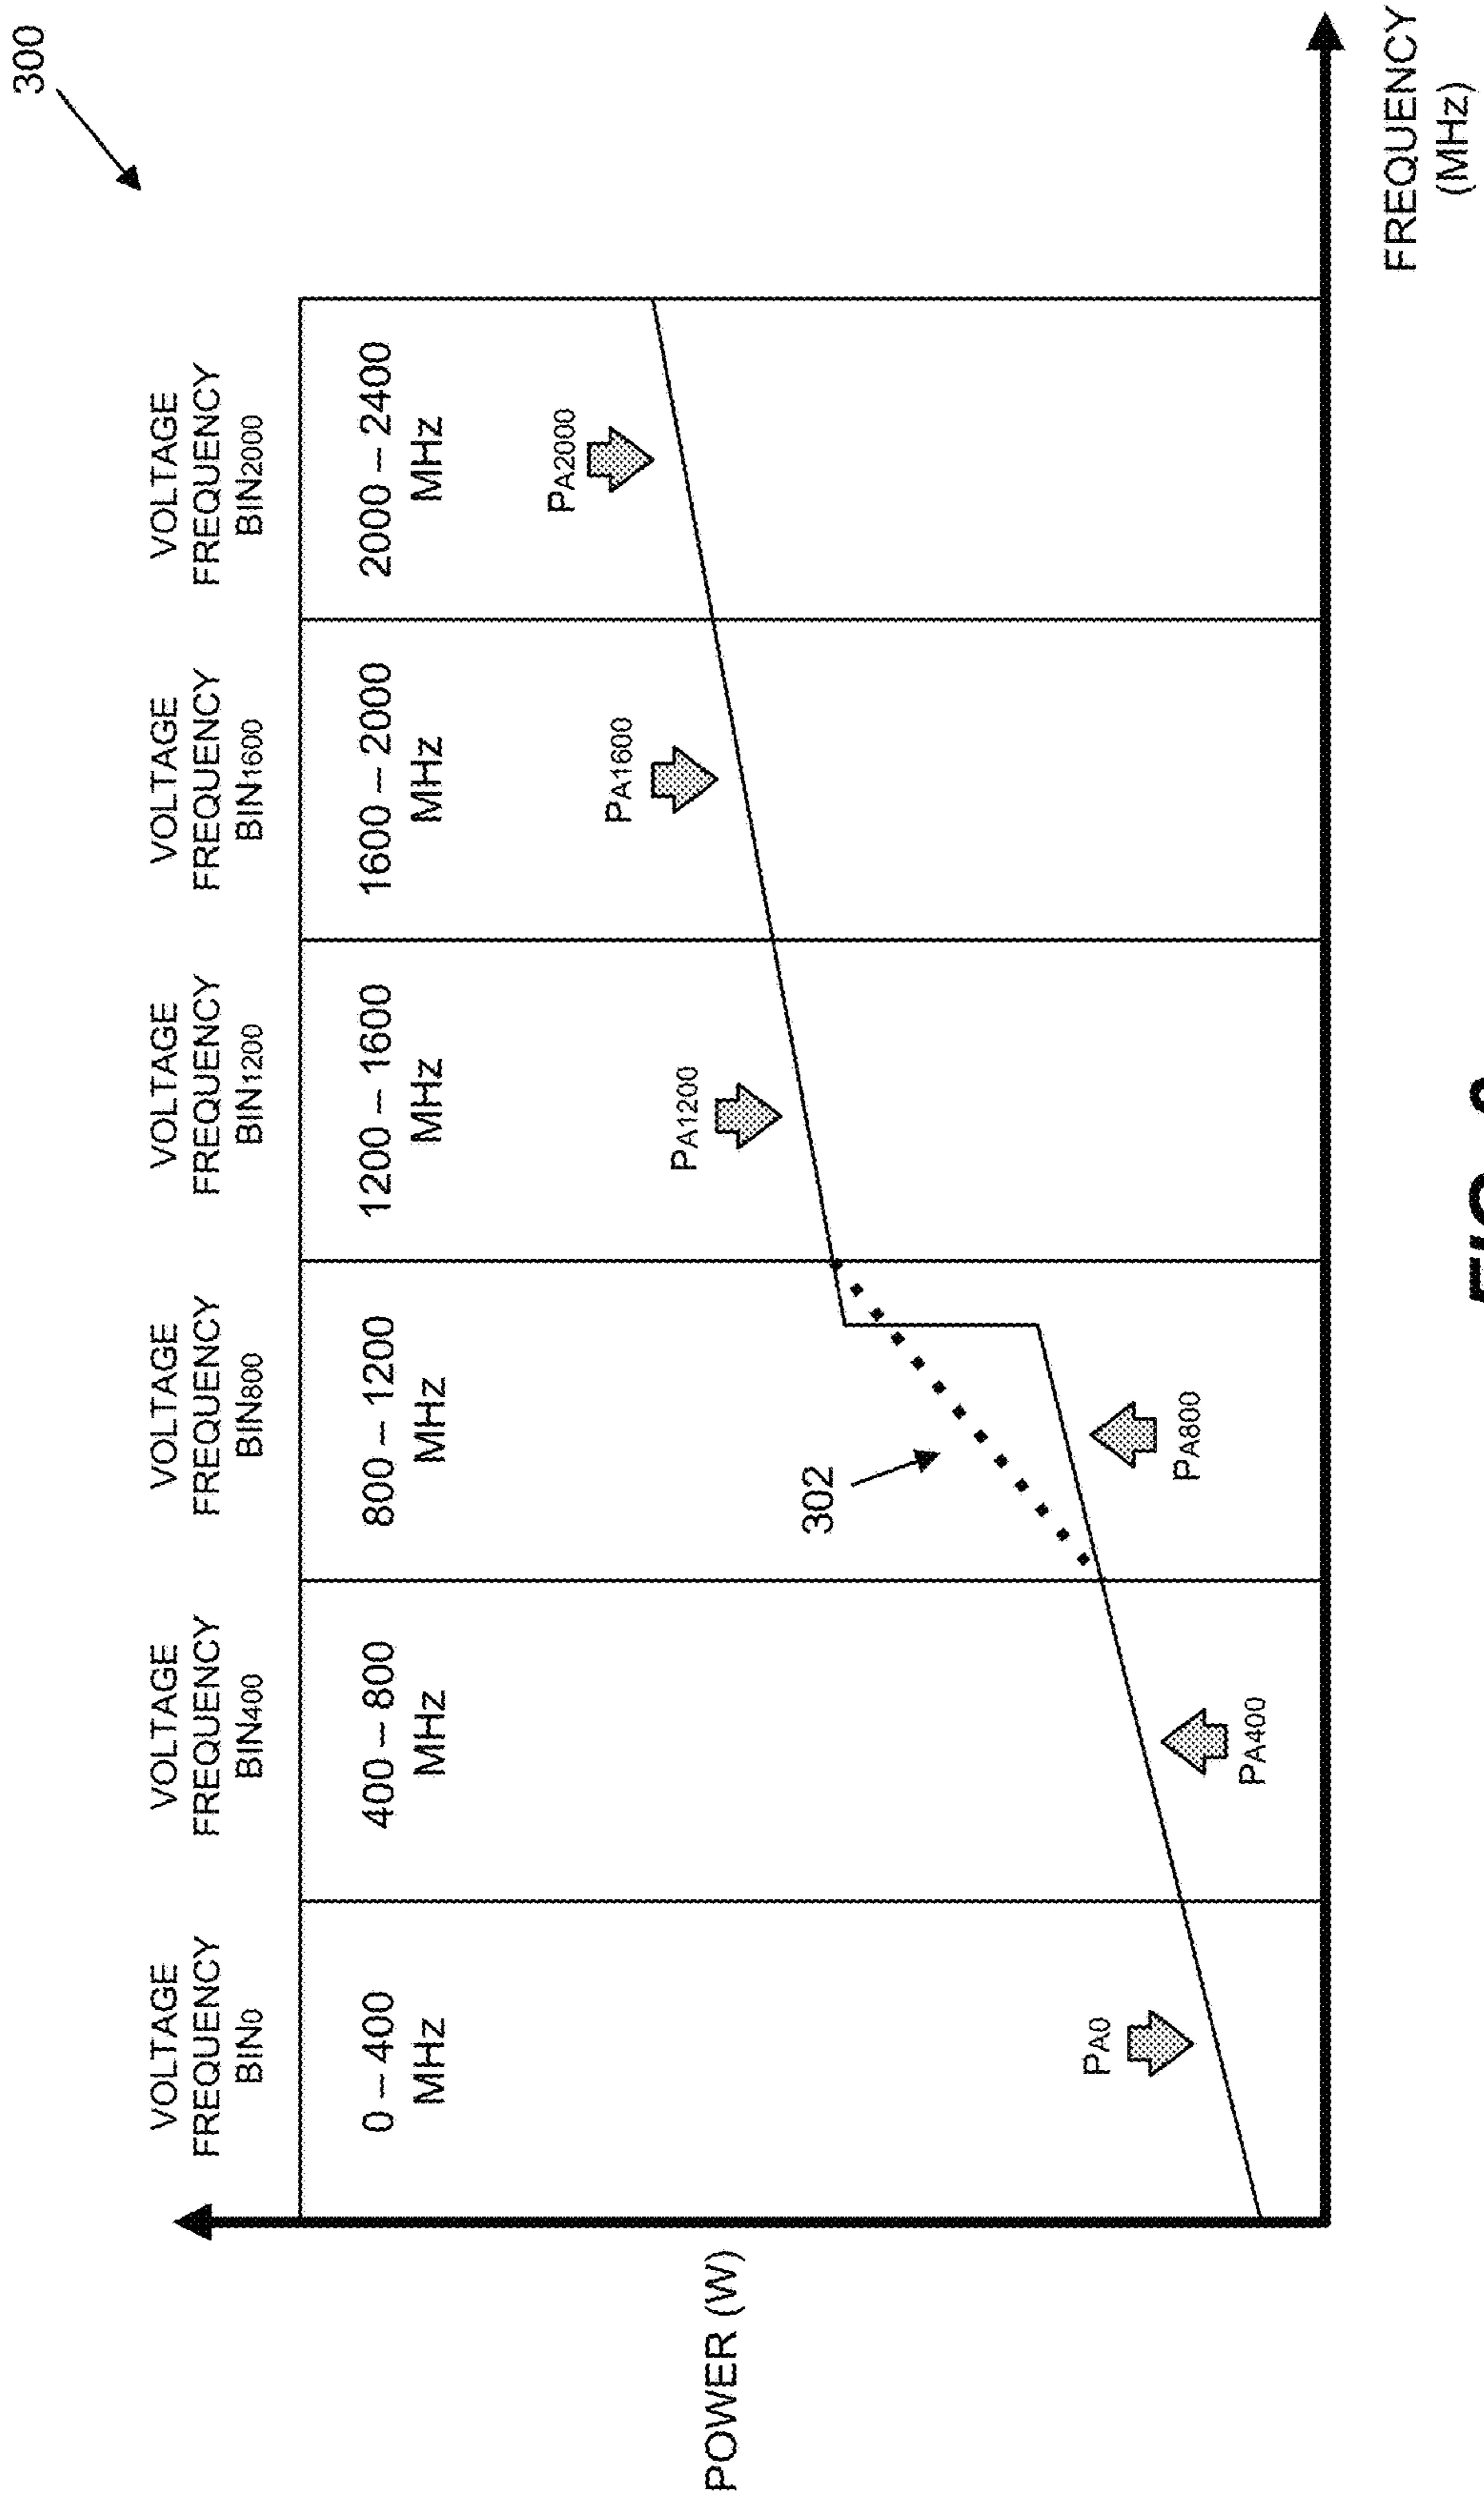 300
VOLTAGE
FREQUENCY
BIN0
VOLTAGE
FREQUENCY
BIN400
VOLTAGE
FREQUENCY
BIN800
VOLTAGE
FREQUENCY
BIN1200
VOLTAGE
FREQUENCY
BIN1600
VOLTAGE
FREQUENCY
BIN2000
0 – 400
MHz
400 – 800
MHz
800 – 1200
MHz
1200 – 1600
MHz
1600 – 2000
MHz
2000 – 2400
MHz
POWER (W)
PA0
PA400
302
PA800
PA1200
PA1600
PA2000
FREQUENCY
(MHz)
FIG.